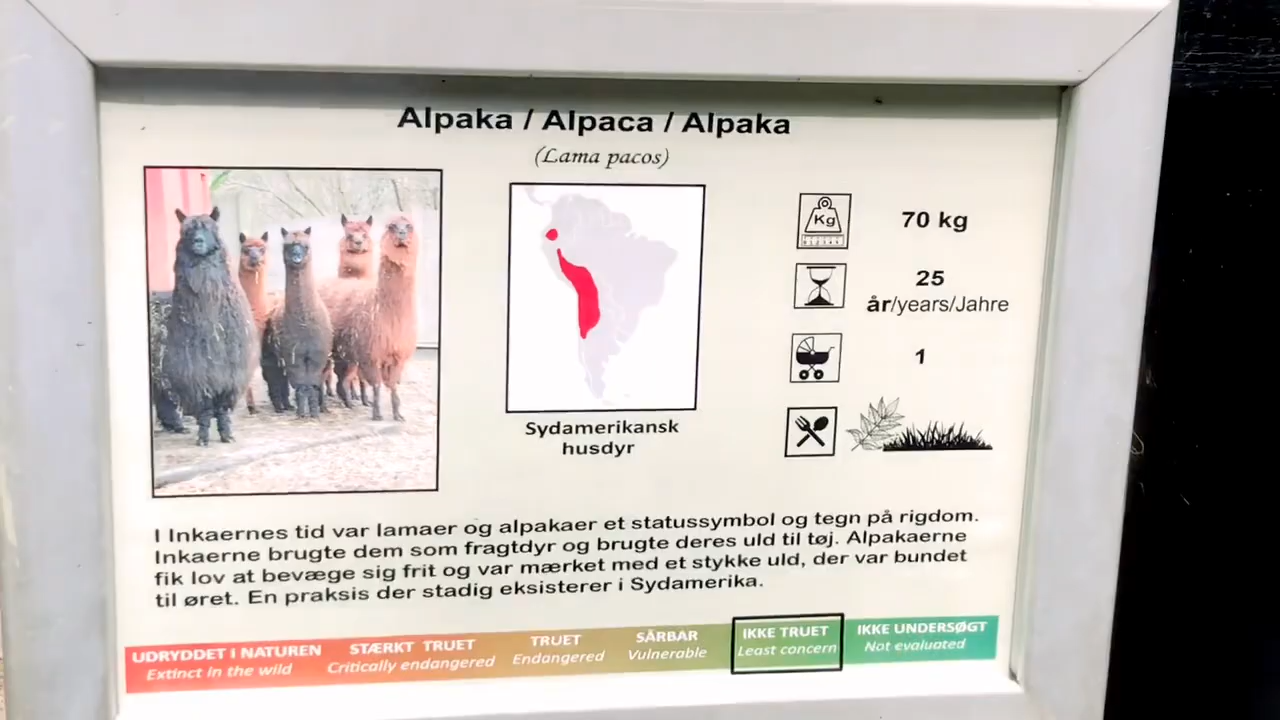 Alpaka / Alpaca / Alpaka
(Lama pacos)
Kg
70 kg
25
år/years/Jahre
1
Sydamerikansk
husdyr
I Inkaernes tid var lamaer og alpakaer et statussymbol og tegn på rigdom.
Inkaerne brugte dem som fragtdyr og brugte deres uld til tøj. Alpakaerne
fik lov at bevæge sig frit og var mærket med et stykke uld, der var bundet
til øret. En praksis der stadig eksisterer i Sydamerika.
UDRYDDET i NATUREN
Extinct in the wild
STÆRKT TRUET
Critically endangered
TRUET
Endangered
SÅRBAR
Vulnerable
IKKE TRUET
Least concern
IKKE UNDERSØGT
Not evaluated